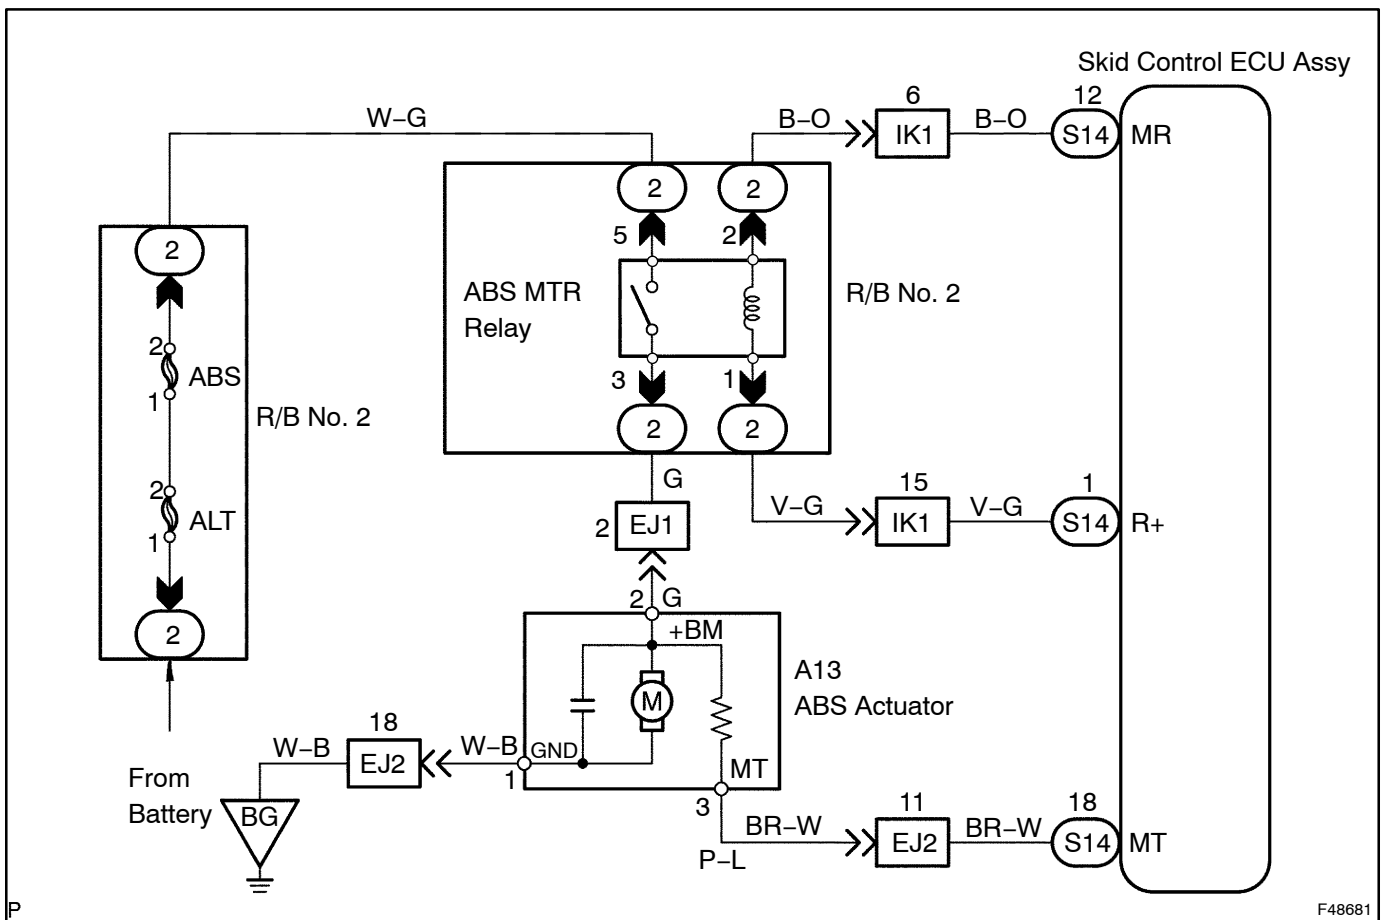 Skid Control ECU Assy
W–G
B–O
6
IK1
B–O
12
S14
MR
2
2
2
5
2
ABS MTR
Relay
R/B No. 2
3
1
2
2
2
ABS
1
R/B No. 2
2
ALT
1
2
From
Battery
G
2
EJ1
2
G
V–G
15
IK1
V–G
1
S14
R+
+BM
M
A13
ABS Actuator
GND
1
MT
3
W–B
18
EJ2
W–B
BG
BR–W
P–L
11
EJ2
BR–W
18
S14
MT
P
F48681